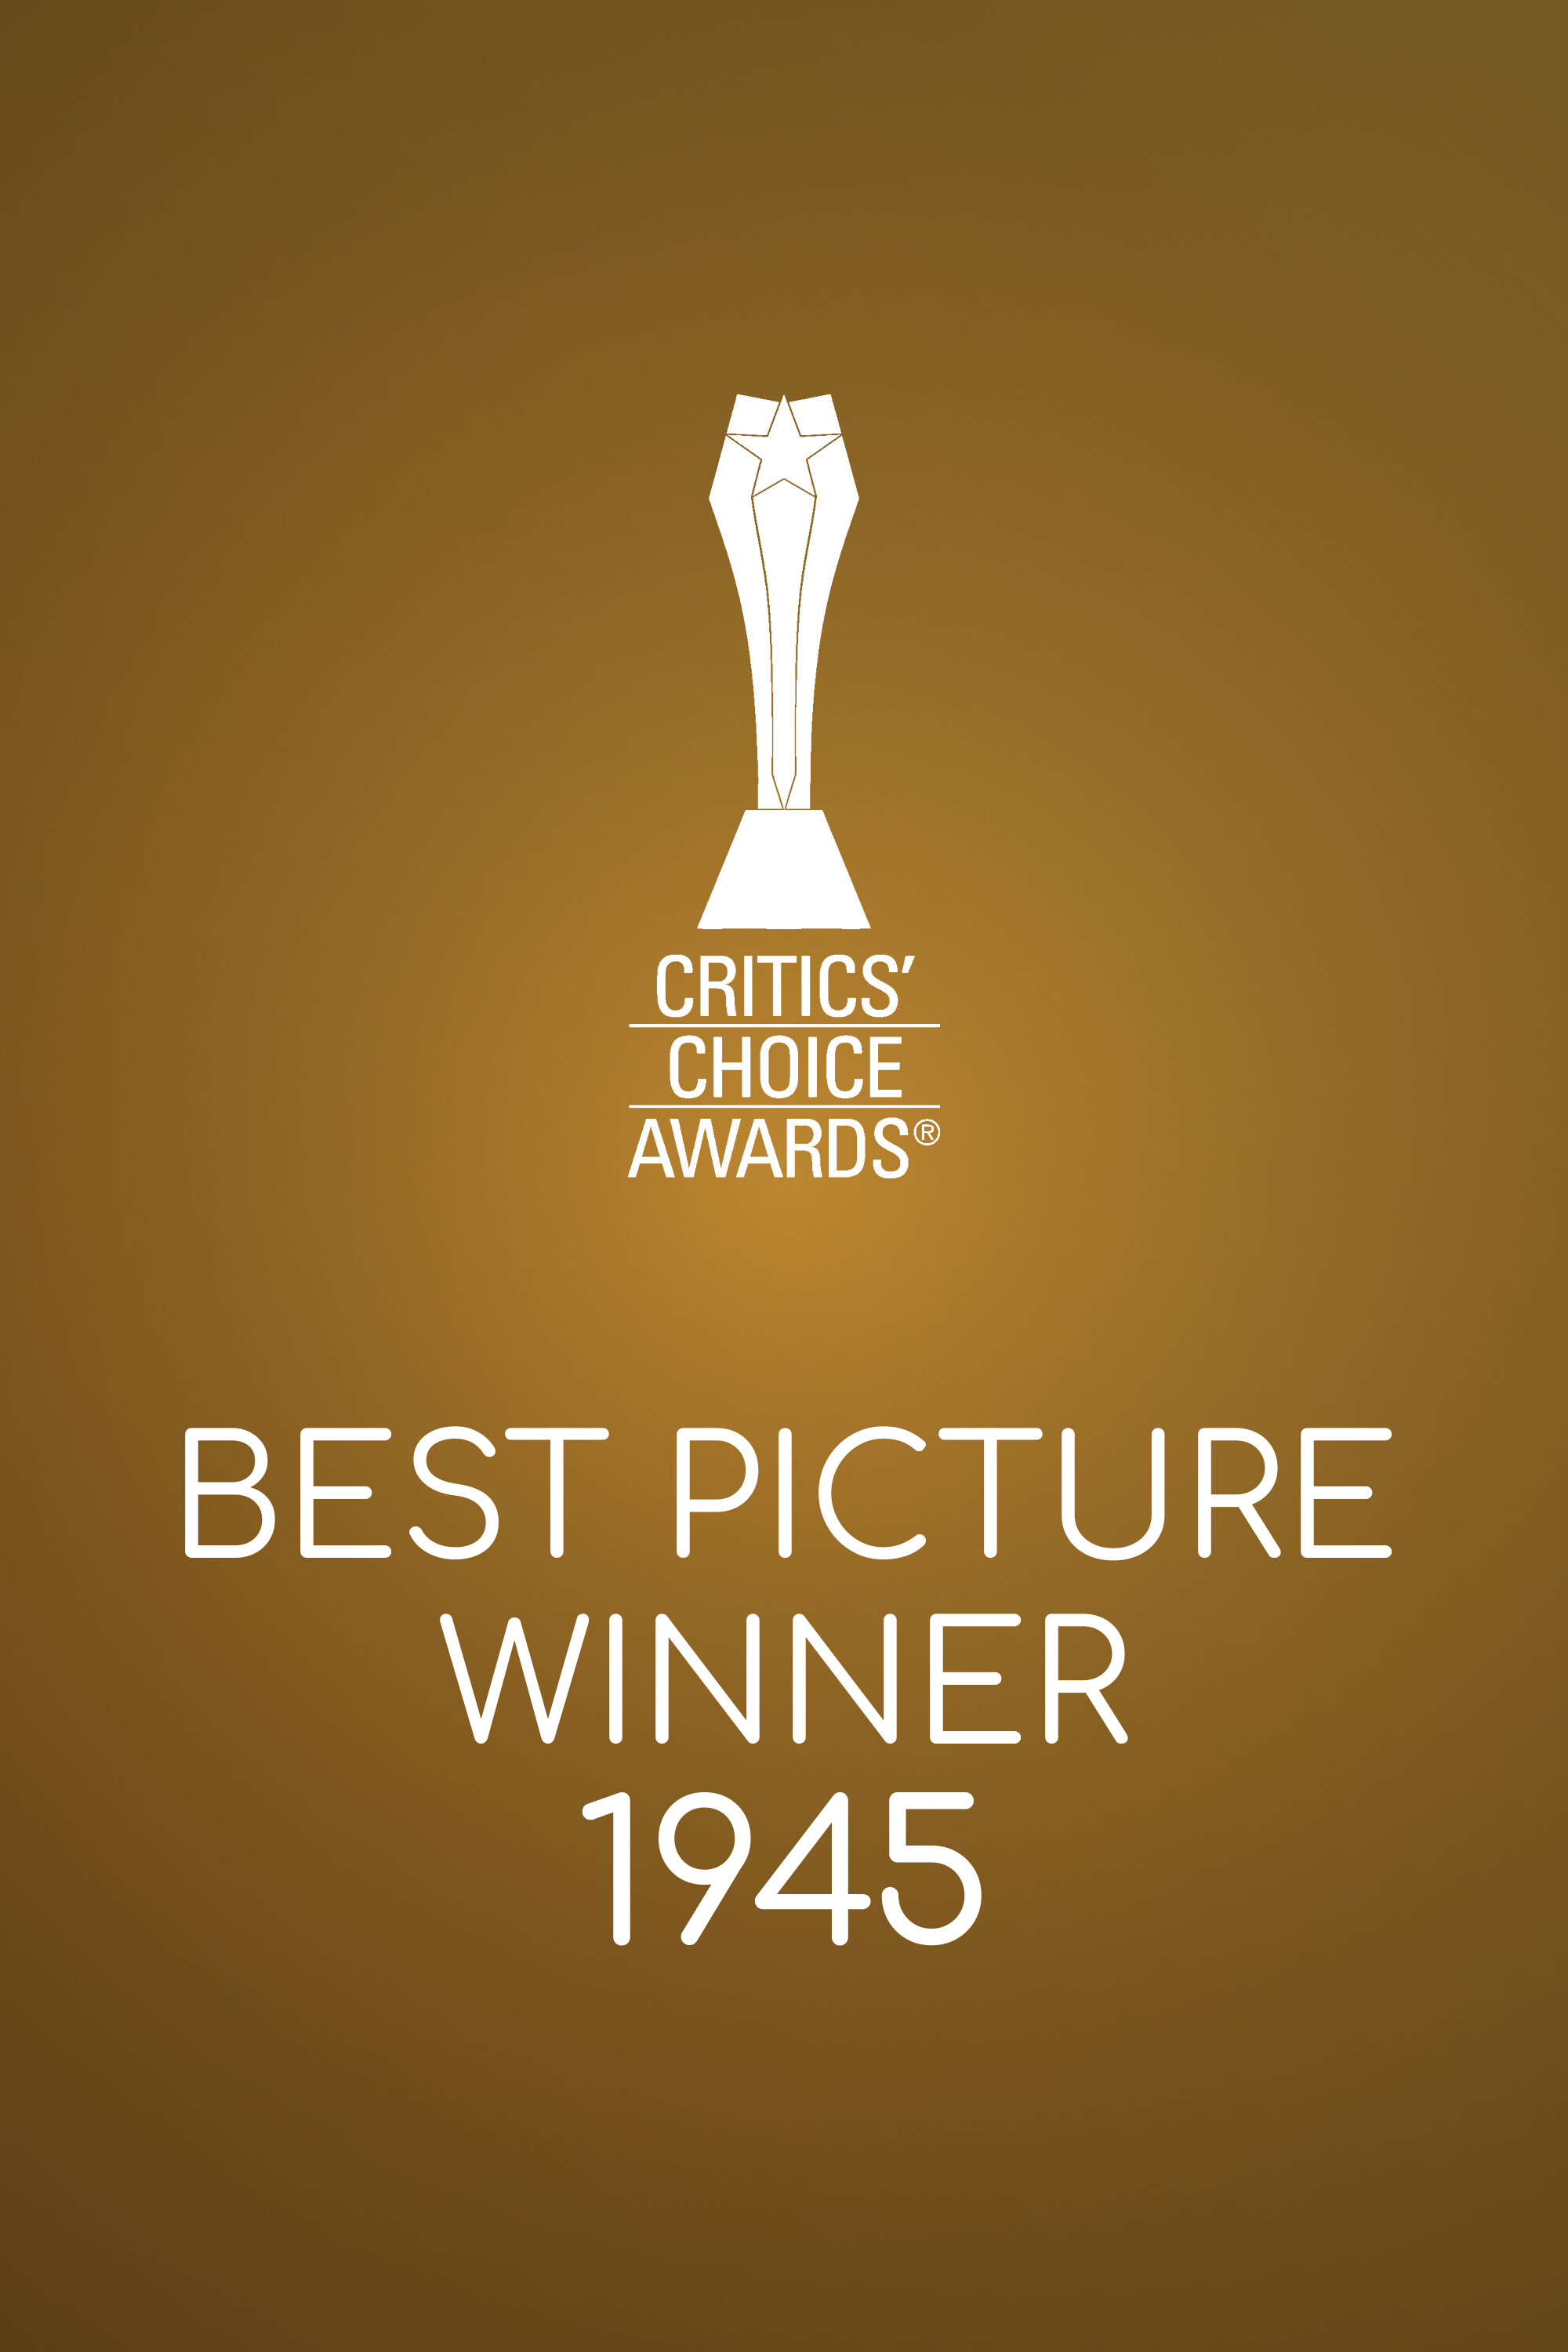 CRITICS'
CHOICE
AWARDS®
BEST PICTURE
WINNER
1945